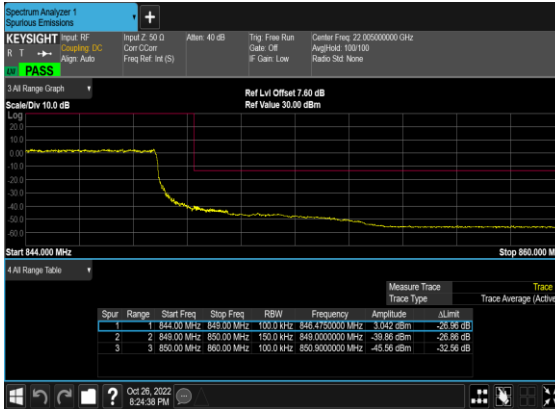 Spectrum Analyzer 1
Spurious Emissions
+
KEYSIGHT Input: RF Input Z: 50 Ω Atten: 40 dB Trig: Free Run Center Freq: 22.005000000 GHz
R T Coupling: DC Corr CCorr Gate: Off Avg|Hold: 100/100
Align: Auto Freq Ref: Int (S) IF Gain: Low Radio Std: None
PASS
3 All Range Graph
Ref Lvl Offset 7.60 dB
Scale/Div 10.0 dB Ref Value 30.00 dBm
Log
20.0
10.0
0.00
-10.0
-20.0
-30.0
-40.0
-50.0
-60.0
Start 844.000 MHz Stop 860.000 M
4 All Range Table
Measure Trace Trace
Trace Type Trace Average (Active
Spur Range Start Freq Stop Freq RBW Frequency Amplitude ΔLimit
1 1 844.00 MHz 849.00 MHz 100.0 kHz 846.4750000 MHz 3.042 dBm -26.96 dB
2 2 849.00 MHz 850.00 MHz 150.0 kHz 849.0000000 MHz -39.86 dBm -26.86 dB
3 3 850.00 MHz 860.00 MHz 100.0 kHz 850.9000000 MHz -45.56 dBm -32.56 dB
?
Oct 26, 2022
8:24:38 PM